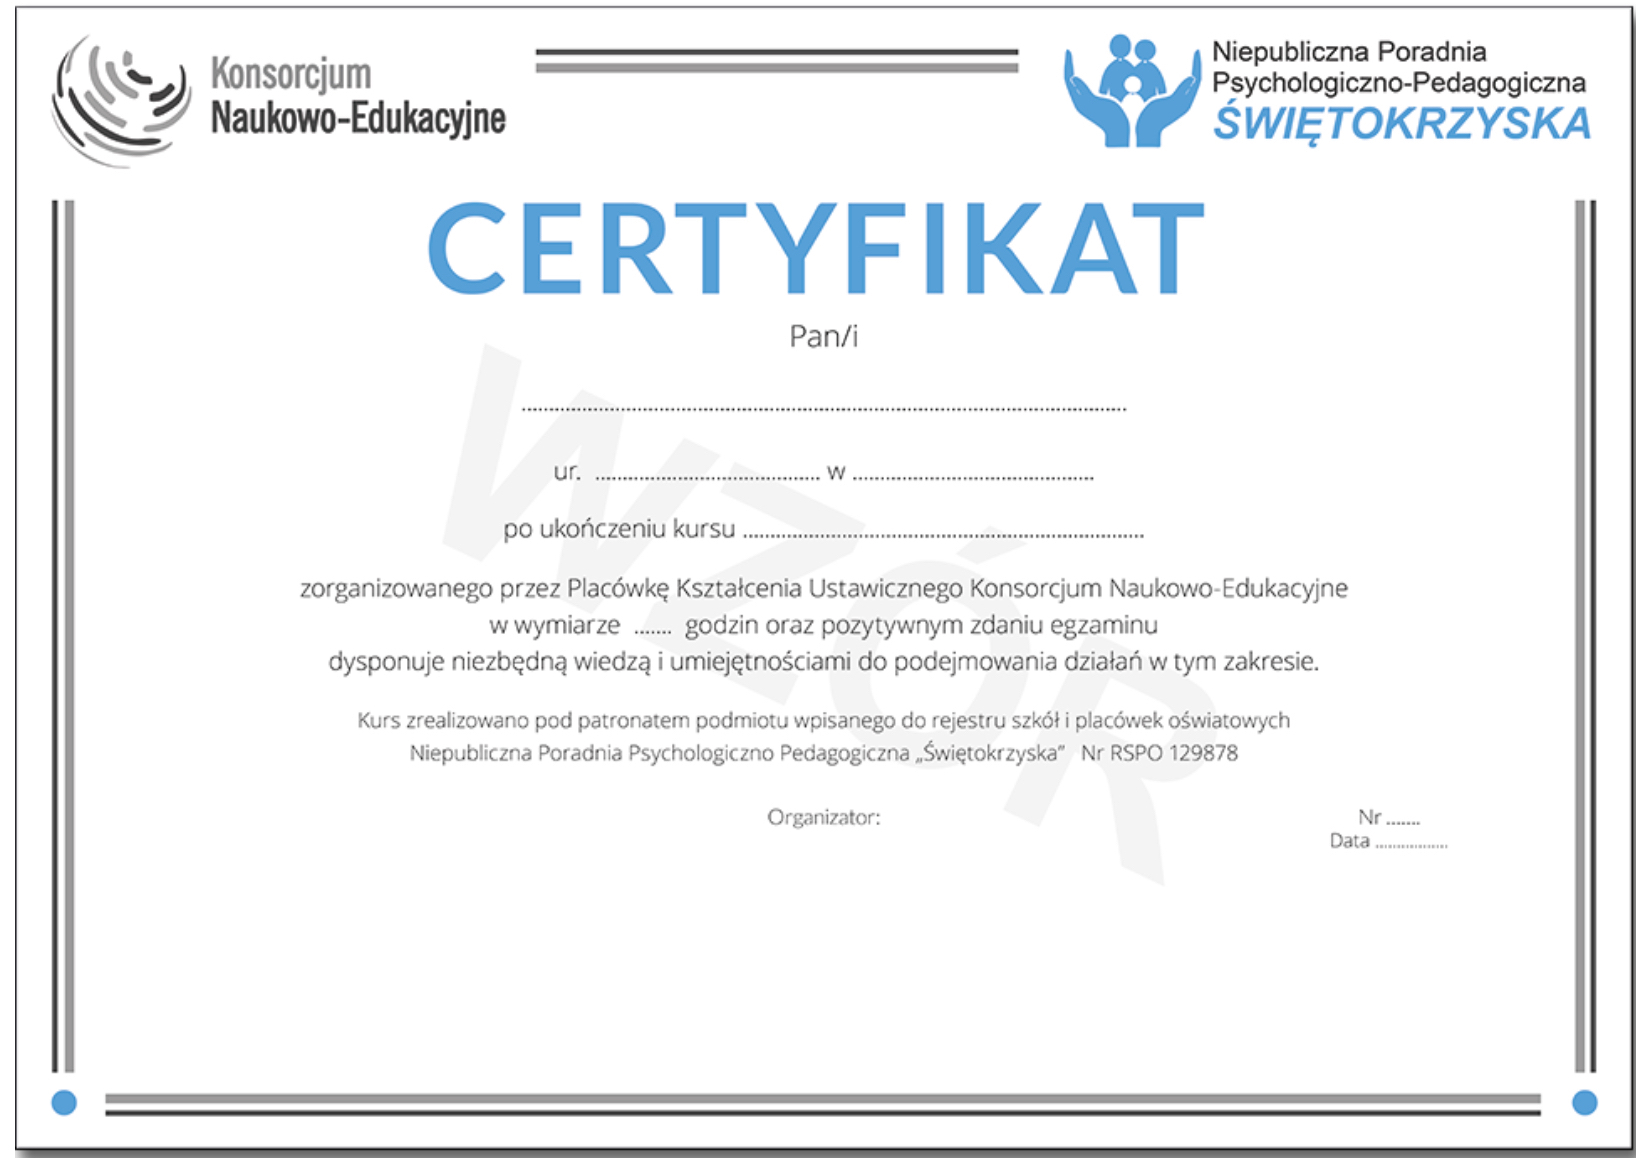 Konsorcjum
Naukowo-Edukacyjne
Niepubliczna Poradnia
Psychologiczno-Pedagogiczna
ŚWIĘTOKRZYSKA
CERTYFIKAT
Pan/i
ur. ........................................ w ...........................................
po ukończeniu kursu ........................................................................
zorganizowanego przez Placówkę Kształcenia Ustawicznego Konsorcjum Naukowo-Edukacyjne
w wymiarze ....... godzin oraz pozytywnym zdaniu egzaminu
dysponuje niezbędną wiedzą i umiejętnościami do podejmowania działań w tym zakresie.
Kurs zrealizowano pod patronatem podmiotu wpisanego do rejestru szkół i placówek oświatowych
Niepubliczna Poradnia Psychologiczno Pedagogiczna „Świętokrzyska” Nr RSPO 129878
Organizator:
Nr .......
Data ..................
WZÓR